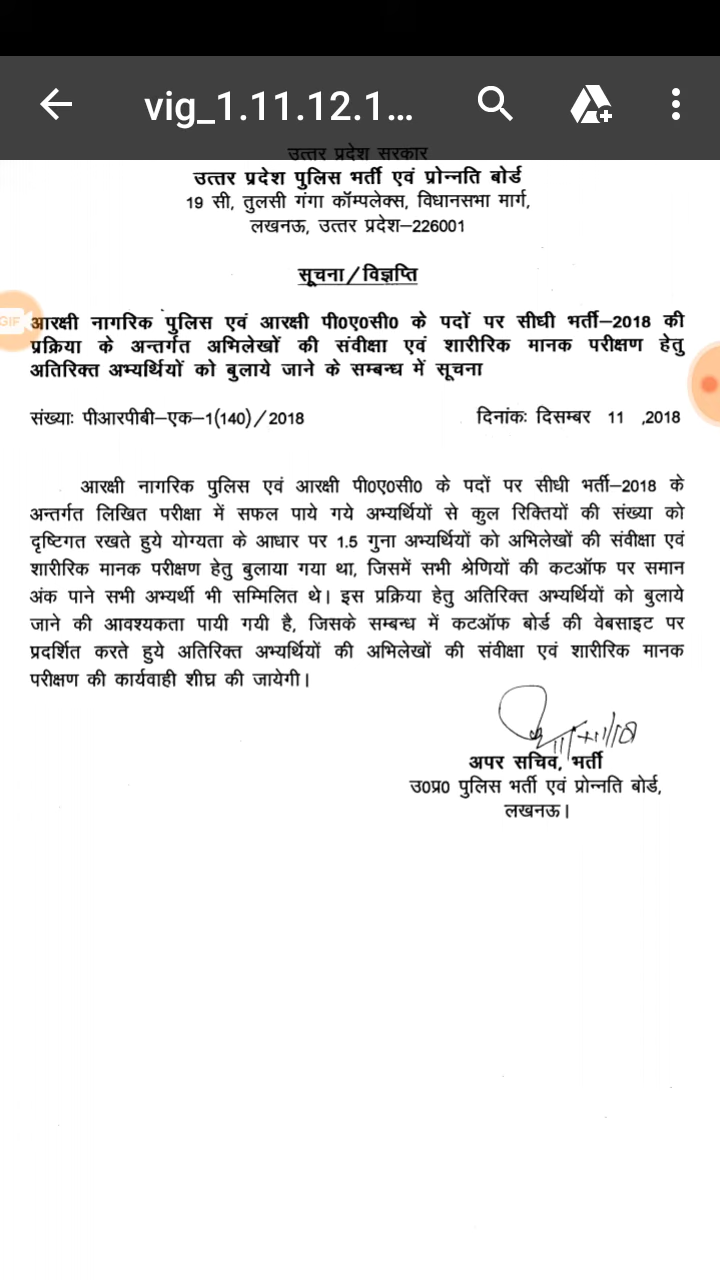 vig_1.11.12.1...
उत्तर प्रदेश सरकार
उत्तर प्रदेश पुलिस भर्ती एवं प्रोन्नति बोर्ड
19 सी, तुलसी गंगा कॉम्पलेक्स, विधानसभा मार्ग,
लखनऊ, उत्तर प्रदेश–226001
सूचना/विज्ञप्ति
GIF
आरक्षी नागरिक पुलिस एवं आरक्षी पी0ए0सी0 के पदों पर सीधी भर्ती–2018 की
प्रक्रिया के अन्तर्गत अभिलेखों की संवीक्षा एवं शारीरिक मानक परीक्षण हेतु
अतिरिक्त अभ्यर्थियों को बुलाये जाने के सम्बन्ध में सूचना
संख्याः पीआरपीबी–एक–1(140)/2018 दिनांकः दिसम्बर 11 ,2018
आरक्षी नागरिक पुलिस एवं आरक्षी पी0ए0सी0 के पदों पर सीधी भर्ती–2018 के
अन्तर्गत लिखित परीक्षा में सफल पाये गये अभ्यर्थियों से कुल रिक्तियों की संख्या को
दृष्टिगत रखते हुये योग्यता के आधार पर 1.5 गुना अभ्यर्थियों को अभिलेखों की संवीक्षा एवं
शारीरिक मानक परीक्षण हेतु बुलाया गया था, जिसमें सभी श्रेणियों की कटऑफ पर समान
अंक पाने सभी अभ्यर्थी भी सम्मिलित थे। इस प्रक्रिया हेतु अतिरिक्त अभ्यर्थियों को बुलाये
जाने की आवश्यकता पायी गयी है, जिसके सम्बन्ध में कटऑफ बोर्ड की वेबसाइट पर
प्रदर्शित करते हुये अतिरिक्त अभ्यर्थियों की अभिलेखों की संवीक्षा एवं शारीरिक मानक
परीक्षण की कार्यवाही शीघ्र की जायेगी।
अपर सचिव, भर्ती
उ0प्र0 पुलिस भर्ती एवं प्रोन्नति बोर्ड,
लखनऊ।